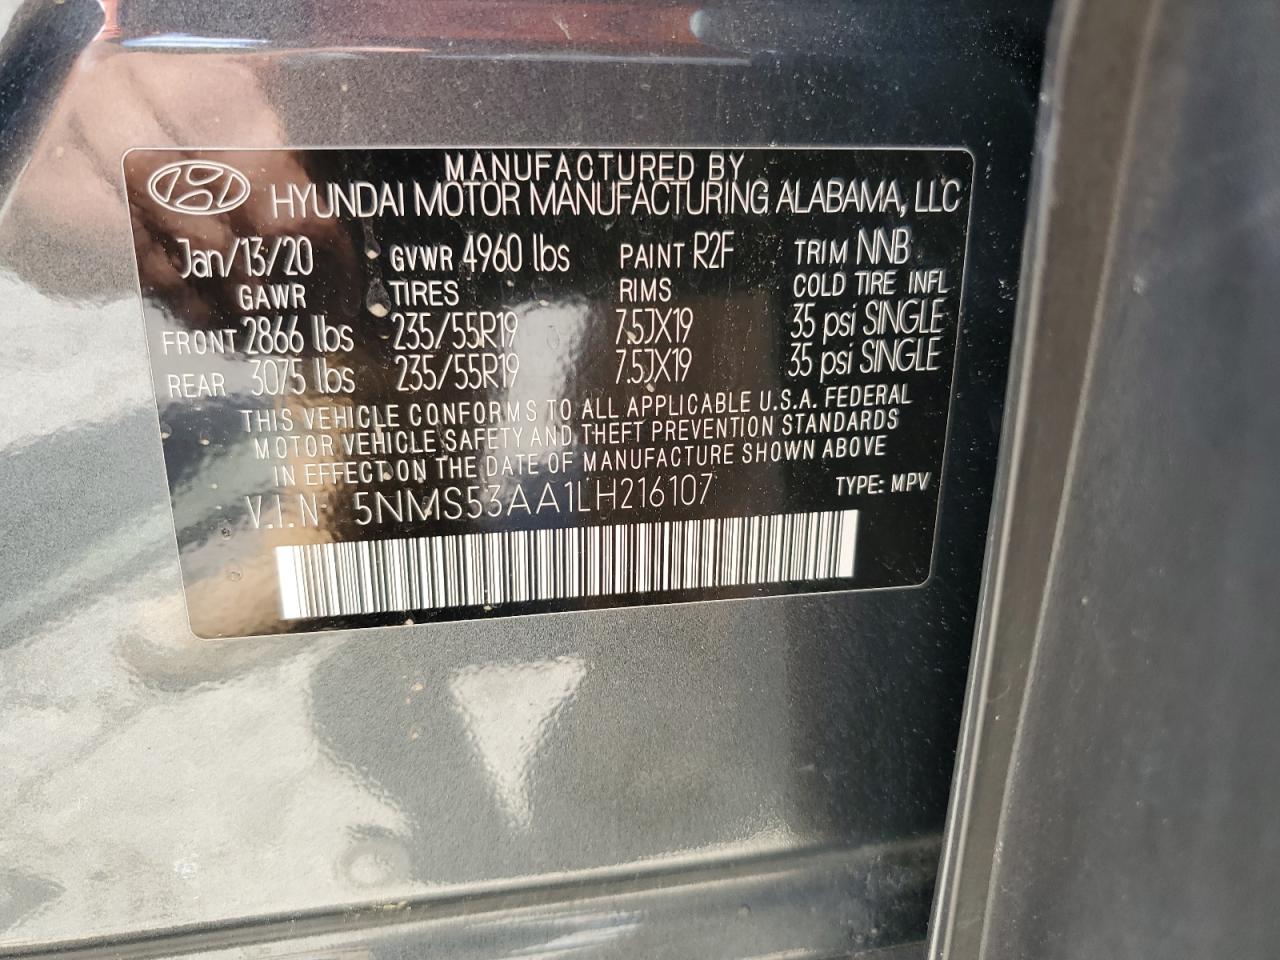 MANUFACTURED BY
HYUNDAI MOTOR MANUFACTURING ALABAMA, LLC
Jan/13/20 GVWR 4960 lbs PAINT R2F TRIM NNB
GAWR TIRES RIMS COLD TIRE INFL
FRONT 2866 lbs 235/55R19 7.5JX19 35 psi SINGLE
REAR 3075 lbs 235/55R19 7.5JX19 35 psi SINGLE
THIS VEHICLE CONFORMS TO ALL APPLICABLE U.S.A. FEDERAL
MOTOR VEHICLE SAFETY AND THEFT PREVENTION STANDARDS
IN EFFECT ON THE DATE OF MANUFACTURE SHOWN ABOVE
V.I.N 5NMS53AA1LH216107 TYPE: MPV